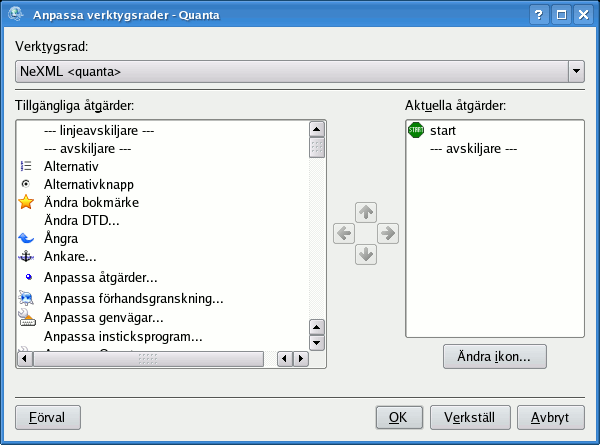 Anpassa verktygsrader - Quanta
Verktygsrad:
NeXML <quanta>
Tillgängliga åtgärder:
--- linjeavskiljare ---
--- avskiljare ---
Alternativ
Alternativknapp
Ändra bokmärke
Ändra DTD...
Ångra
Ankare...
Anpassa åtgärder...
Anpassa förhandsgranskning...
Anpassa genvägar...
Anpassa insticksprogram...
Aktuella åtgärder:
START start
--- avskiljare ---
Ändra ikon...
Förval
OK
Verkställ
Avbryt